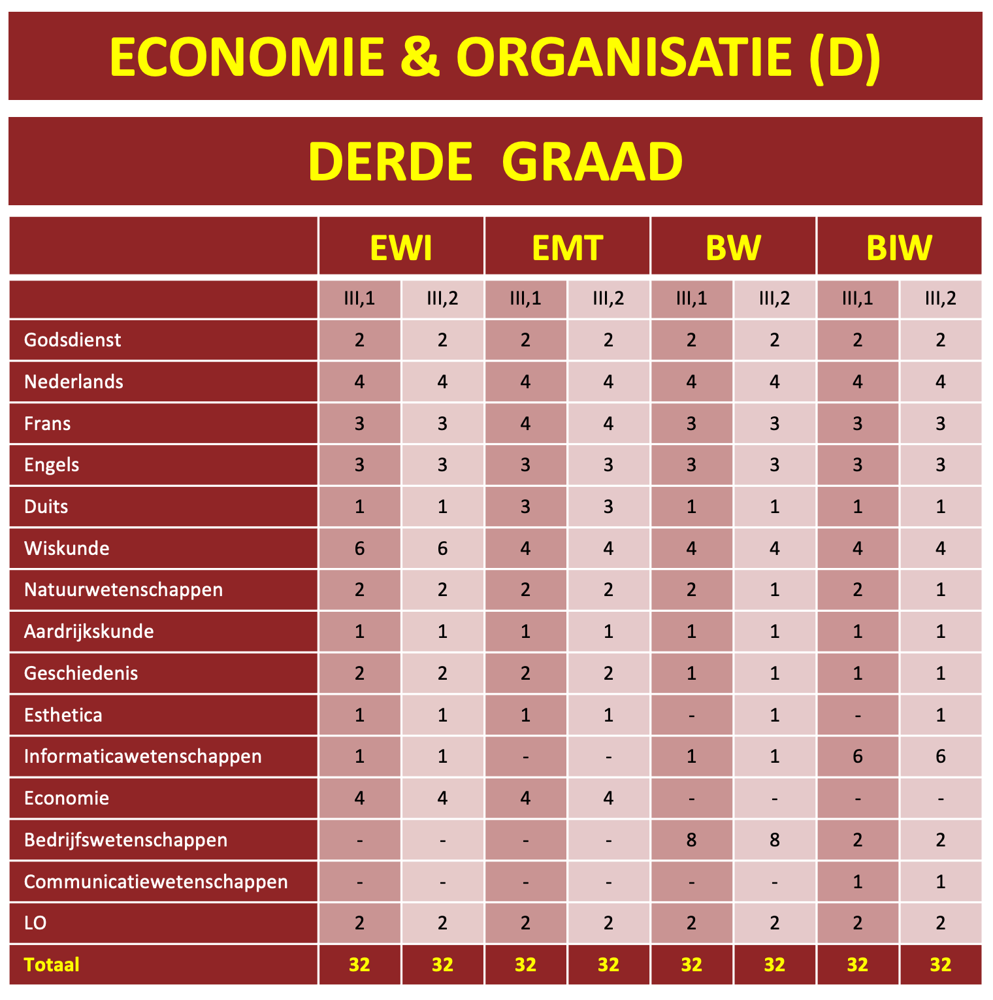 ECONOMIE & ORGANISATIE (D)
DERDE GRAAD
EWI EMT BW BIW
III,1 III,2 III,1 III,2 III,1 III,2 III,1 III,2
Godsdienst 2 2 2 2 2 2 2 2
Nederlands 4 4 4 4 4 4 4 4
Frans 3 3 4 4 3 3 3 3
Engels 3 3 3 3 3 3 3 3
Duits 1 1 3 3 1 1 1 1
Wiskunde 6 6 4 4 4 4 4 4
Natuurwetenschappen 2 2 2 2 2 1 2 1
Aardrijkskunde 1 1 1 1 1 1 1 1
Geschiedenis 2 2 2 2 1 1 1 1
Esthetica 1 1 1 1 - 1 - 1
Informaticawetenschappen 1 1 - - 1 1 6 6
Economie 4 4 4 4 - - - -
Bedrijfswetenschappen - - - - 8 8 2 2
Communicatiewetenschappen - - - - - - 1 1
LO 2 2 2 2 2 2 2 2
Totaal 32 32 32 32 32 32 32 32